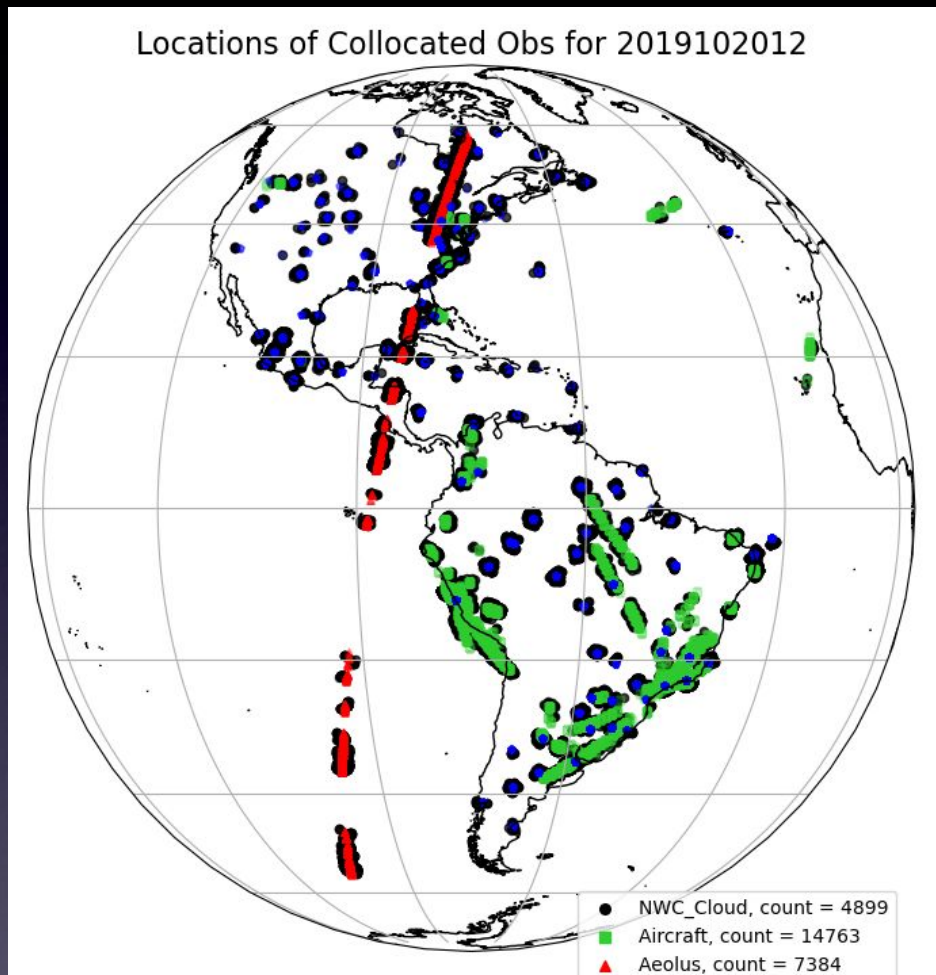 Locations of Collocated Obs for 2019102012
NWC_Cloud, count = 4899
Aircraft, count = 14763
Aeolus, count = 7384